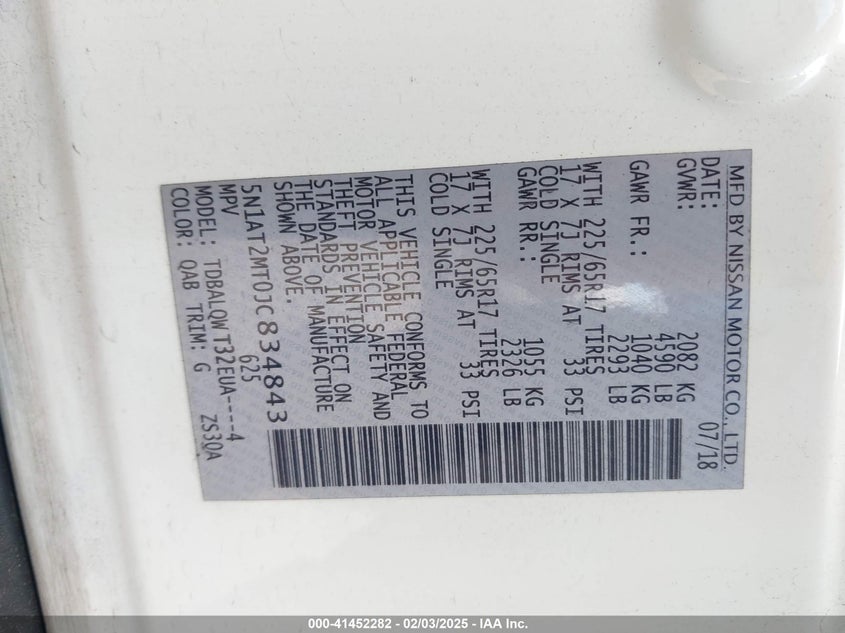 MFD BY NISSAN MOTOR CO., LTD.
DATE: 07/18
GVWR: 2082 KG
4590 LB
GAWR FR.: 1040 KG
2293 LB
WITH 225/65R17 TIRES
17 X 7J RIMS AT 33 PSI
COLD SINGLE
GAWR RR.: 1055 KG
2326 LB
WITH 225/65R17 TIRES
17 X 7J RIMS AT 33 PSI
COLD SINGLE
THIS VEHICLE CONFORMS TO
ALL APPLICABLE FEDERAL
MOTOR VEHICLE SAFETY AND
THEFT PREVENTION
STANDARDS IN EFFECT ON
THE DATE OF MANUFACTURE
SHOWN ABOVE.
5N1AT2MT0JC834843
MPV 625
MODEL: TDBALQWT32EUA----4
COLOR: QAB TRIM: G ZS30A
000-41452282 - 02/03/2025 - IAA Inc.